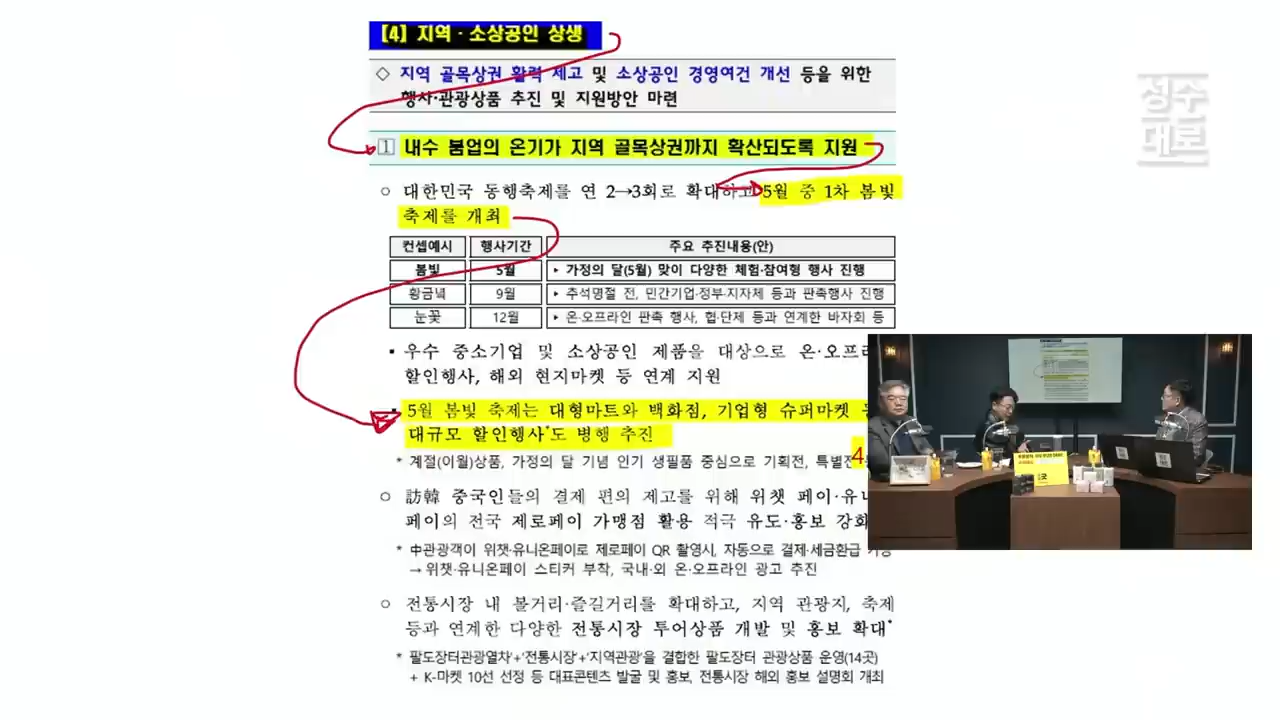 【4】 지역 · 소상공인 상생
◇ 지역 골목상권 활력 제고 및 소상공인 경영여건 개선 등을 위한
행사·관광상품 추진 및 지원방안 마련
성수
대로
1 내수 붐업의 온기가 지역 골목상권까지 확산되도록 지원
○ 대한민국 동행축제를 연 2→3회로 확대하고 5월 중 1차 봄빛
축제를 개최
컨셉예시 행사기간 주요 추진내용(안)
봄빛 5월 ▸ 가정의 달(5월) 맞이 다양한 체험·참여형 행사 진행
황금녘 9월 ▸ 추석명절 전, 민간기업·정부·지자체 등과 판족행사 진행
눈꽃 12월 ▸ 온·오프라인 판족 행사, 협·단체 등과 연계한 바자회 등
▪ 우수 중소기업 및 소상공인 제품을 대상으로 온·오프
할인행사, 해외 현지마켓 등 연계 지원
▪ 5월 봄빛 축제는 대형마트와 백화점, 기업형 슈퍼마켓
대규모 할인행사*도 병행 추진
* 계절(이월)상품, 가정의 달 기념 인기 생필품 중심으로 기획전, 특별전
4
○ 訪韓 중국인들의 결제 편의 제고를 위해 위챗 페이·유니
페이의 전국 제로페이 가맹점 활용 적극 유도·홍보 강화
* 中관광객이 위챗·유니온페이로 제로페이 QR 촬영시, 자동으로 결제·세금환급 가능
→ 위챗·유니온페이 스티커 부착, 국내·외 온·오프라인 광고 추진
○ 전통시장 내 볼거리·즐길거리를 확대하고, 지역 관광지, 축제
등과 연계한 다양한 전통시장 투어상품 개발 및 홍보 확대*
* 팔도장터관광열차'+'전통시장'+'지역관광'을 결합한 팔도장터 관광상품 운영(14곳)
+ K-마켓 10선 선정 등 대표콘텐츠 발굴 및 홍보, 전통시장 해외 홍보 설명회 개최